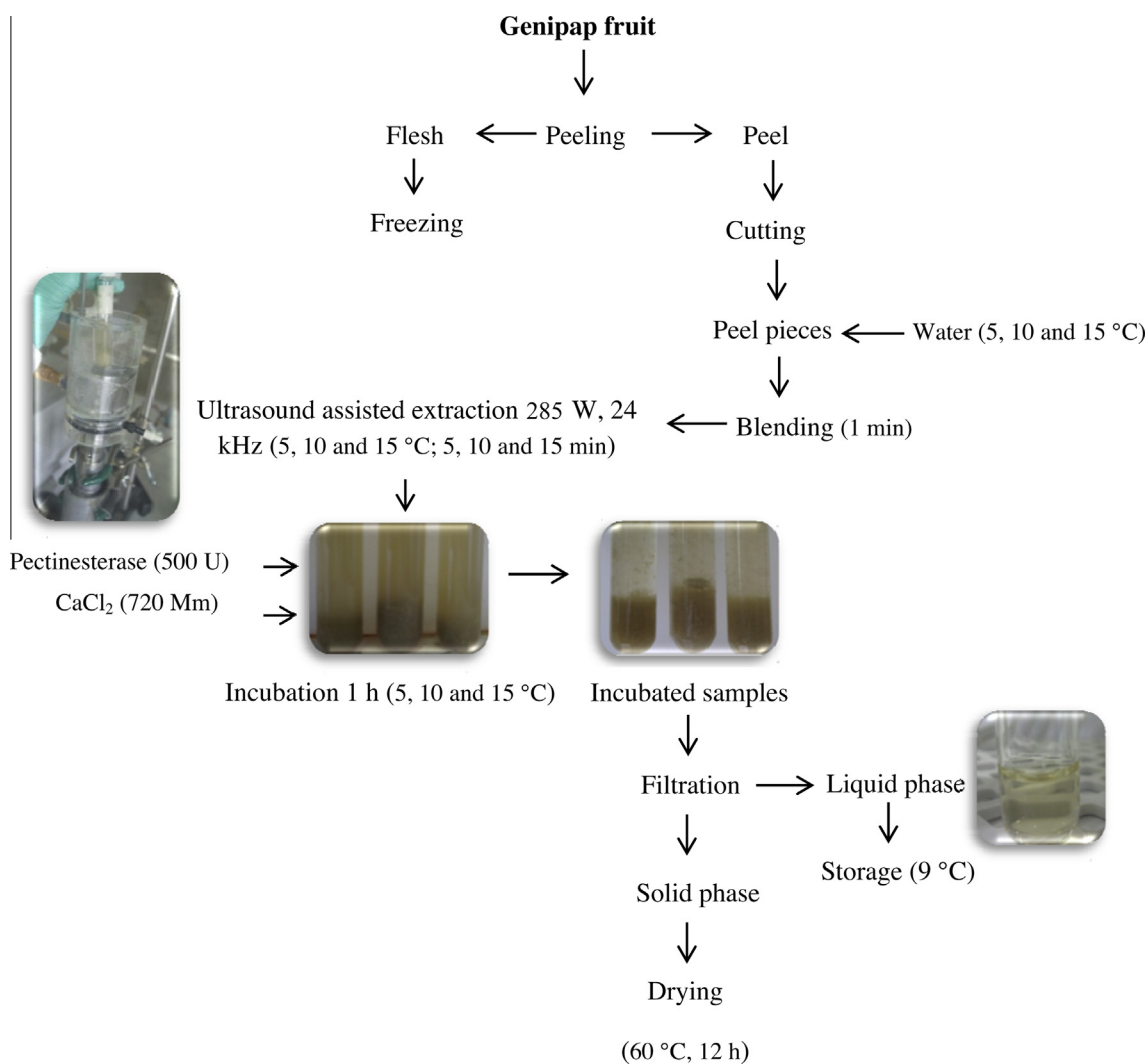 Genipap fruit
Flesh
Peeling
Peel
Freezing
Cutting
Peel pieces
Water (5, 10 and 15 °C)
Ultrasound assisted extraction 285 W, 24
kHz (5, 10 and 15 °C; 5, 10 and 15 min)
Blending (1 min)
Pectinesterase (500 U)
CaCl₂ (720 Mm)
Incubation 1 h (5, 10 and 15 °C)
Incubated samples
Filtration
Liquid phase
Storage (9 °C)
Solid phase
Drying
(60 °C, 12 h)